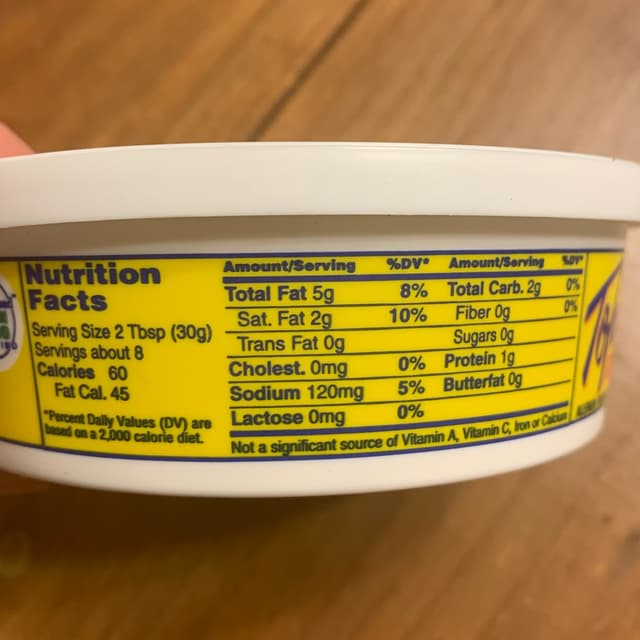 Nutrition
Facts
Serving Size 2 Tbsp (30g)
Servings about 8
Calories 60
Fat Cal. 45
*Percent Daily Values (DV) are
based on a 2,000 calorie diet.
Amount/Serving %DV*
Total Fat 5g 8%
Sat. Fat 2g 10%
Trans Fat 0g
Cholest. 0mg 0%
Sodium 120mg 5%
Lactose 0mg 0%
Amount/Serving %DV*
Total Carb. 2g 0%
Fiber 0g 0%
Sugars 0g
Protein 1g
Butterfat 0g
Not a significant source of Vitamin A, Vitamin C, Iron or Calcium